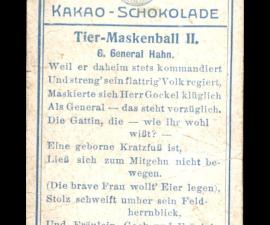 KAKAO-SCHOKOLADE
Tier-Maskenball II.
6. General Hahn.
Weil er daheim stets kommandiert
Und streng' sein flattrig Volk regiert,
Maskierte sich Herr Gockel klüglich
Als General — das steht vorzüglich.
Die Gattin, die — wie ihr wohl
wißt? —
Eine geborne Kratzfuß ist,
Ließ sich zum Mitgehn nicht be-
wegen.
(Die brave Frau wollt' Eier legen),
Stolz schweift umher sein Feld-
herrnblick,
Und Fräulein